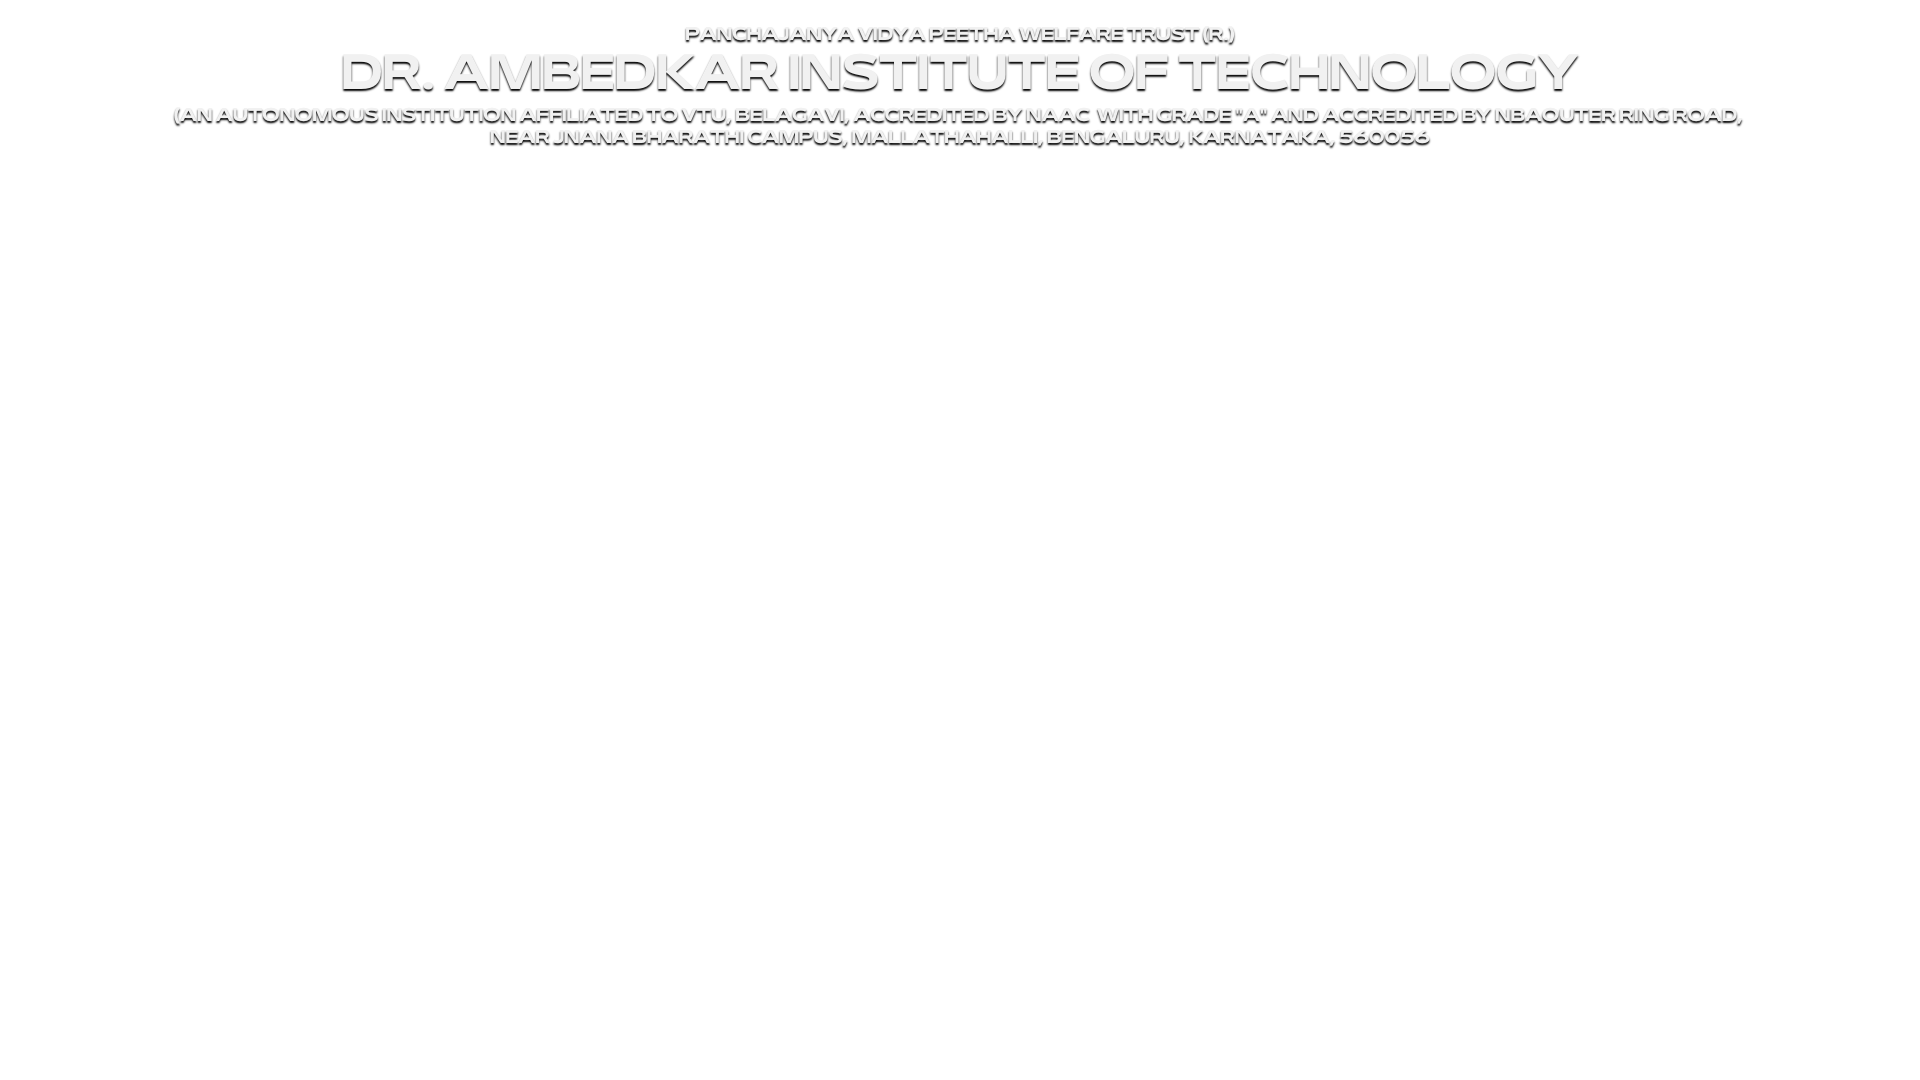 PANCHAJANYA VIDYA PEETHA WELFARE TRUST (R.)
DR. AMBEDKAR INSTITUTE OF TECHNOLOGY
(AN AUTONOMOUS INSTITUTION AFFILIATED TO VTU, BELAGAVI, ACCREDITED BY NAAC WITH GRADE "A" AND ACCREDITED BY NBAOUTER RING ROAD,
NEAR JNANA BHARATHI CAMPUS, MALLATHAHALLI, BENGALURU, KARNATAKA, 560056